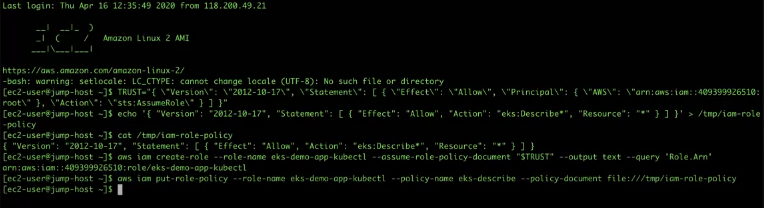 Last login: Thu Apr 16 12:35:49 2020 from 118.200.49.21
__|  __|_  )
_|  (     /   Amazon Linux 2 AMI
___|\___|___|
https://aws.amazon.com/amazon-linux-2/
-bash: warning: setlocale: LC_CTYPE: cannot change locale (UTF-8): No such file or directory
[ec2-user@jump-host ~]$ TRUST="{ \"Version\": \"2012-10-17\", \"Statement\": [ { \"Effect\": \"Allow\", \"Principal\": { \"AWS\": \"arn:aws:iam::409399926510:
root\" }, \"Action\": \"sts:AssumeRole\" } ] }"
[ec2-user@jump-host ~]$ echo '{ "Version": "2012-10-17", "Statement": [ { "Effect": "Allow", "Action": "eks:Describe*", "Resource": "*" } ] }' > /tmp/iam-role
-policy
[ec2-user@jump-host ~]$ cat /tmp/iam-role-policy
{ "Version": "2012-10-17", "Statement": [ { "Effect": "Allow", "Action": "eks:Describe*", "Resource": "*" } ] }
[ec2-user@jump-host ~]$ aws iam create-role --role-name eks-demo-app-kubectl --assume-role-policy-document "$TRUST" --output text --query 'Role.Arn'
arn:aws:iam::409399926510:role/eks-demo-app-kubectl
[ec2-user@jump-host ~]$ aws iam put-role-policy --role-name eks-demo-app-kubectl --policy-name eks-describe --policy-document file:///tmp/iam-role-policy
[ec2-user@jump-host ~]$